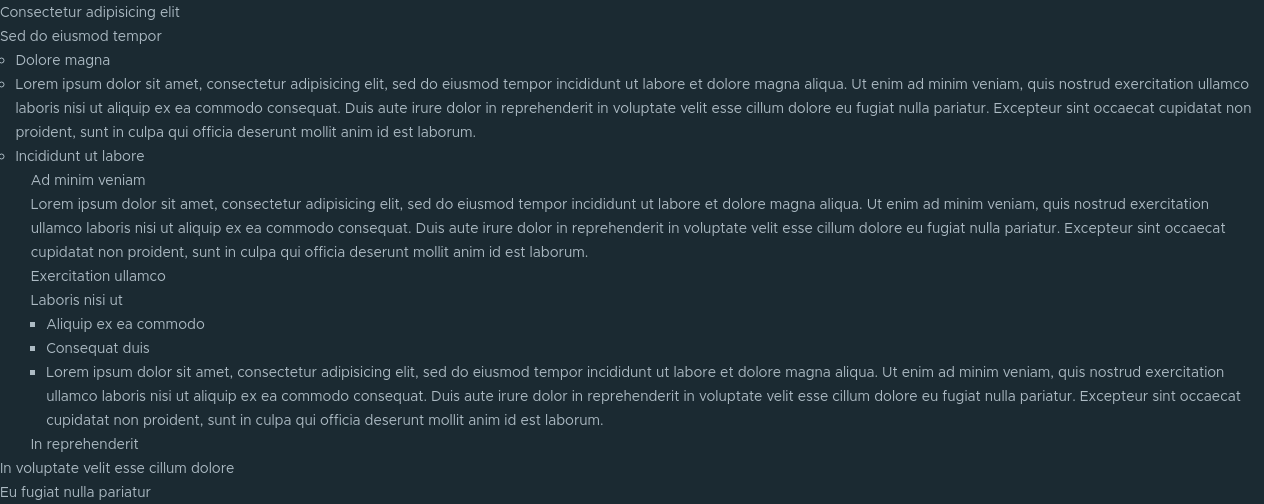 Consectetur adipisicing elit
Sed do eiusmod tempor
Dolore magna
Lorem ipsum dolor sit amet, consectetur adipisicing elit, sed do eiusmod tempor incididunt ut labore et dolore magna aliqua. Ut enim ad minim veniam, quis nostrud exercitation ullamco
laboris nisi ut aliquip ex ea commodo consequat. Duis aute irure dolor in reprehenderit in voluptate velit esse cillum dolore eu fugiat nulla pariatur. Excepteur sint occaecat cupidatat non
proident, sunt in culpa qui officia deserunt mollit anim id est laborum.
Incididunt ut labore
Ad minim veniam
Lorem ipsum dolor sit amet, consectetur adipisicing elit, sed do eiusmod tempor incididunt ut labore et dolore magna aliqua. Ut enim ad minim veniam, quis nostrud exercitation
ullamco laboris nisi ut aliquip ex ea commodo consequat. Duis aute irure dolor in reprehenderit in voluptate velit esse cillum dolore eu fugiat nulla pariatur. Excepteur sint occaecat
cupidatat non proident, sunt in culpa qui officia deserunt mollit anim id est laborum.
Exercitation ullamco
Laboris nisi ut
Aliquip ex ea commodo
Consequat duis
Lorem ipsum dolor sit amet, consectetur adipisicing elit, sed do eiusmod tempor incididunt ut labore et dolore magna aliqua. Ut enim ad minim veniam, quis nostrud exercitation
ullamco laboris nisi ut aliquip ex ea commodo consequat. Duis aute irure dolor in reprehenderit in voluptate velit esse cillum dolore eu fugiat nulla pariatur. Excepteur sint occaecat
cupidatat non proident, sunt in culpa qui officia deserunt mollit anim id est laborum.
In reprehenderit
In voluptate velit esse cillum dolore
Eu fugiat nulla pariatur